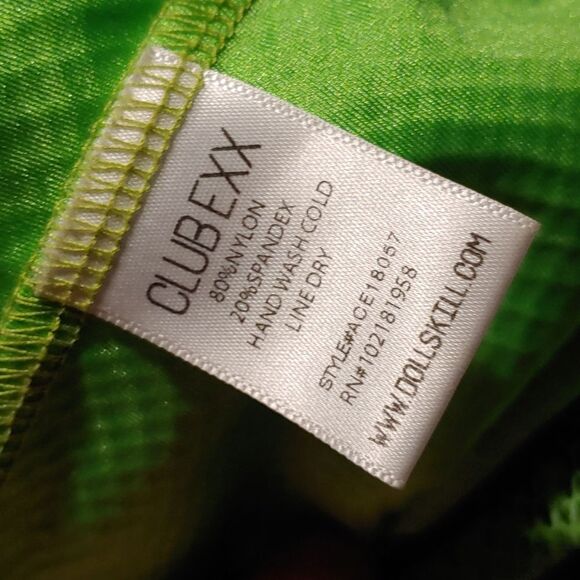 CLUB EXX
80% NYLON
20% SPANDEX
HAND WASH COLD
LINE DRY
STYLE#ACE18057
RN#102181958
WWW.DOLLSKILL.COM